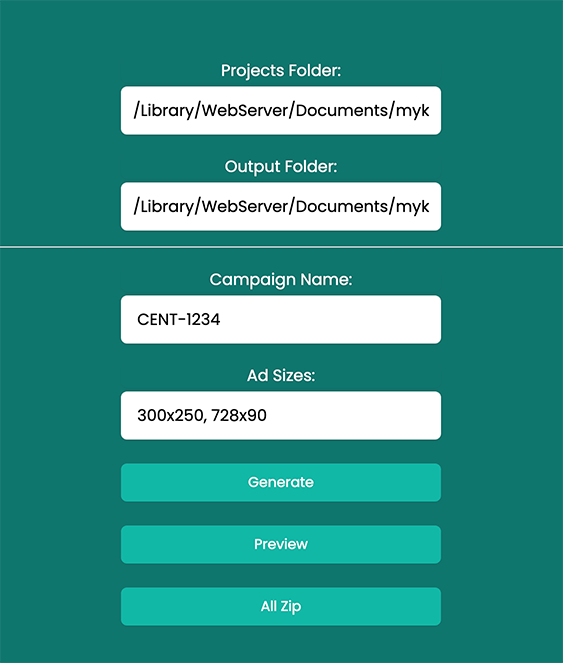 Projects Folder:
/Library/WebServer/Documents/myk
Output Folder:
/Library/WebServer/Documents/myk
Campaign Name:
CENT-1234
Ad Sizes:
300x250, 728x90
Generate
Preview
All Zip